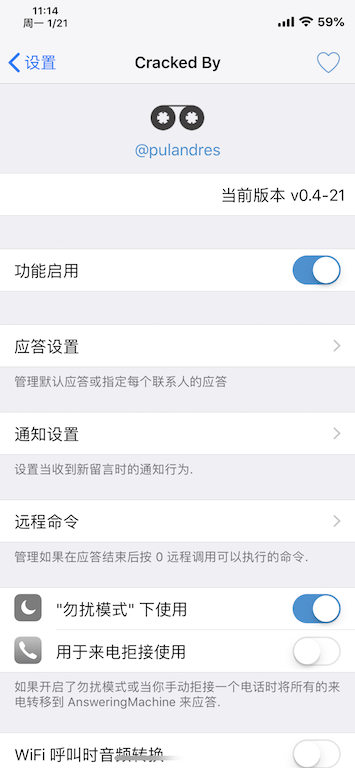 11:14
周一 1/21
59%
设置
Cracked By
@pulandres
当前版本 v0.4-21
功能启用
应答设置
管理默认应答或指定每个联系人的应答
通知设置
设置当收到新留言时的通知行为.
远程命令
管理如果在应答结束后按 0 远程调用可以执行的命令.
"勿扰模式" 下使用
用于来电拒接使用
如果开启了勿扰模式或当你手动拒接一个电话时将所有的来
电转移到 AnsweringMachine 来应答.
WiFi 呼叫时音频转换